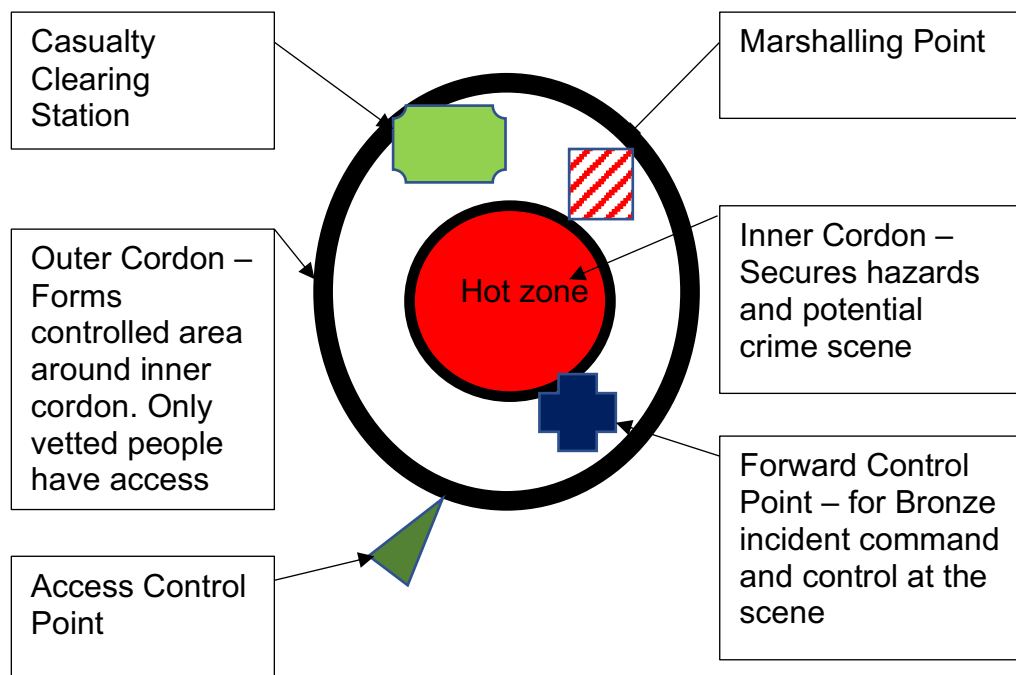 Casualty
Clearing
Station
Marshalling Point
Outer Cordon –
Forms
controlled area
around inner
cordon. Only
vetted people
have access
Hot zone
Inner Cordon –
Secures hazards
and potential
crime scene
Access Control
Point
Forward Control
Point – for Bronze
incident command
and control at the
scene